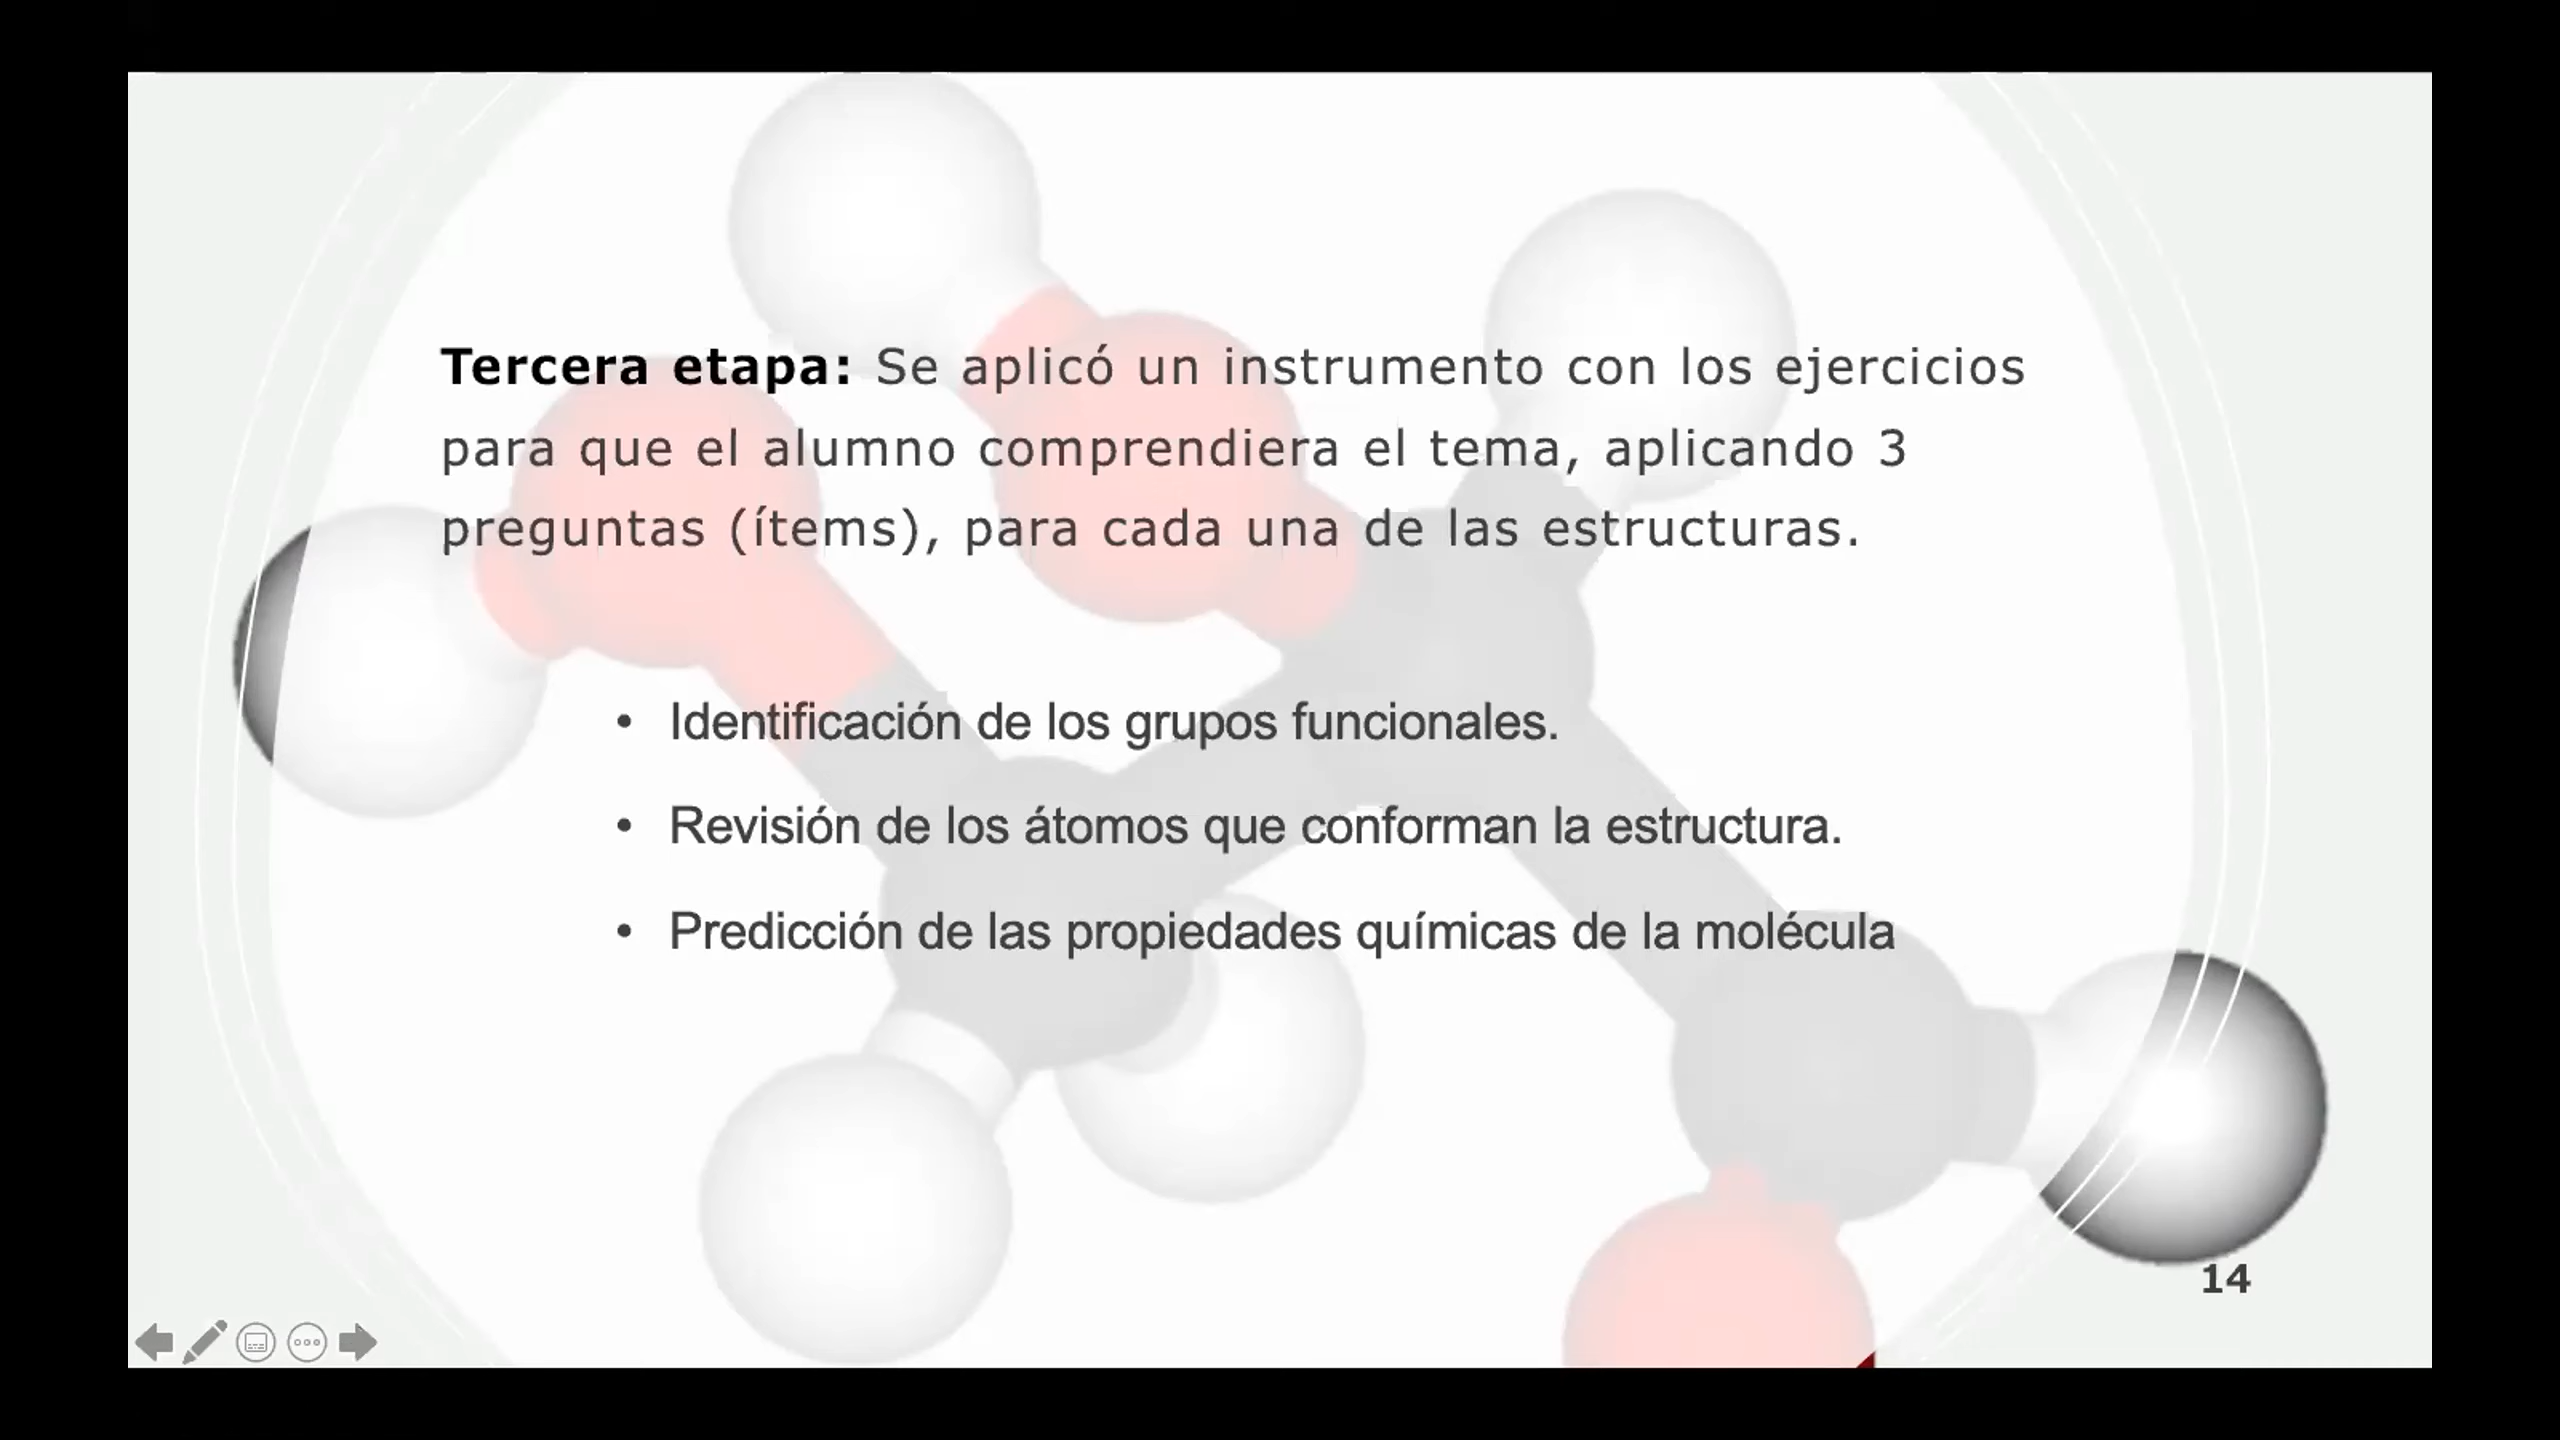 Tercera etapa: Se aplicó un instrumento con los ejercicios
para que el alumno comprendiera el tema, aplicando 3
preguntas (ítems), para cada una de las estructuras.
• Identificación de los grupos funcionales.
• Revisión de los átomos que conforman la estructura.
• Predicción de las propiedades químicas de la molécula
14